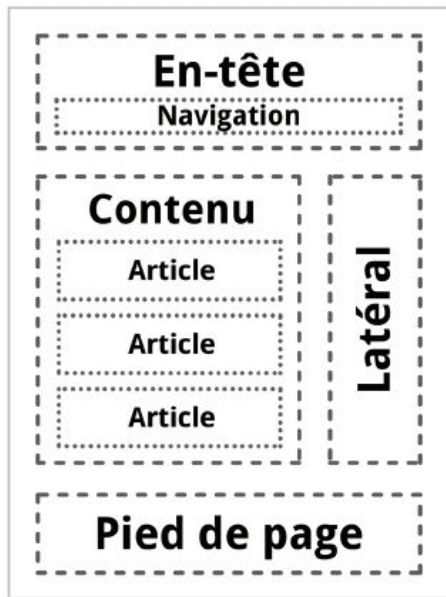 En-tête
Navigation
Contenu
Article
Article
Article
Latéral
Pied de page